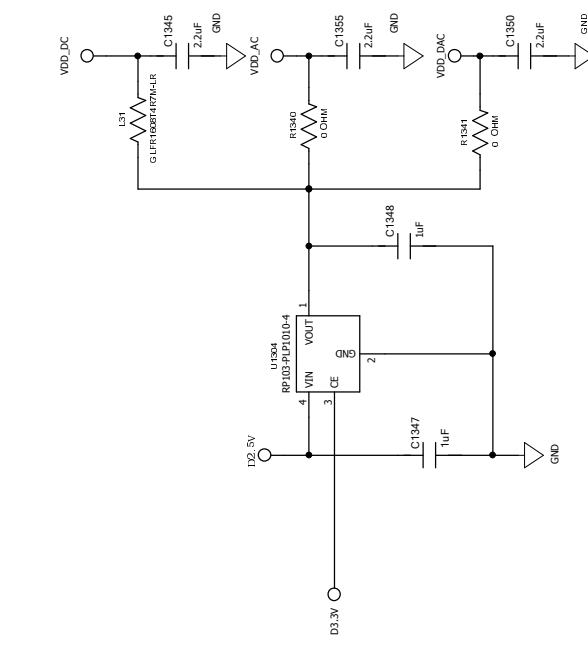 VDD_DC
C1345
2.2uF
GND
VDD_AC
C1355
2.2uF
GND
VDD_DAC
C1350
2.2uF
GND
L31
GLFR1608T4R7M-LR
R1340
0 OHM
R1341
0 OHM
C1348
1uF
1
U1304
RP103-PLP1010-4
VOUT
GND
2
VIN
CE
4
3
D2.5V
C1347
1uF
GND
D3.3V